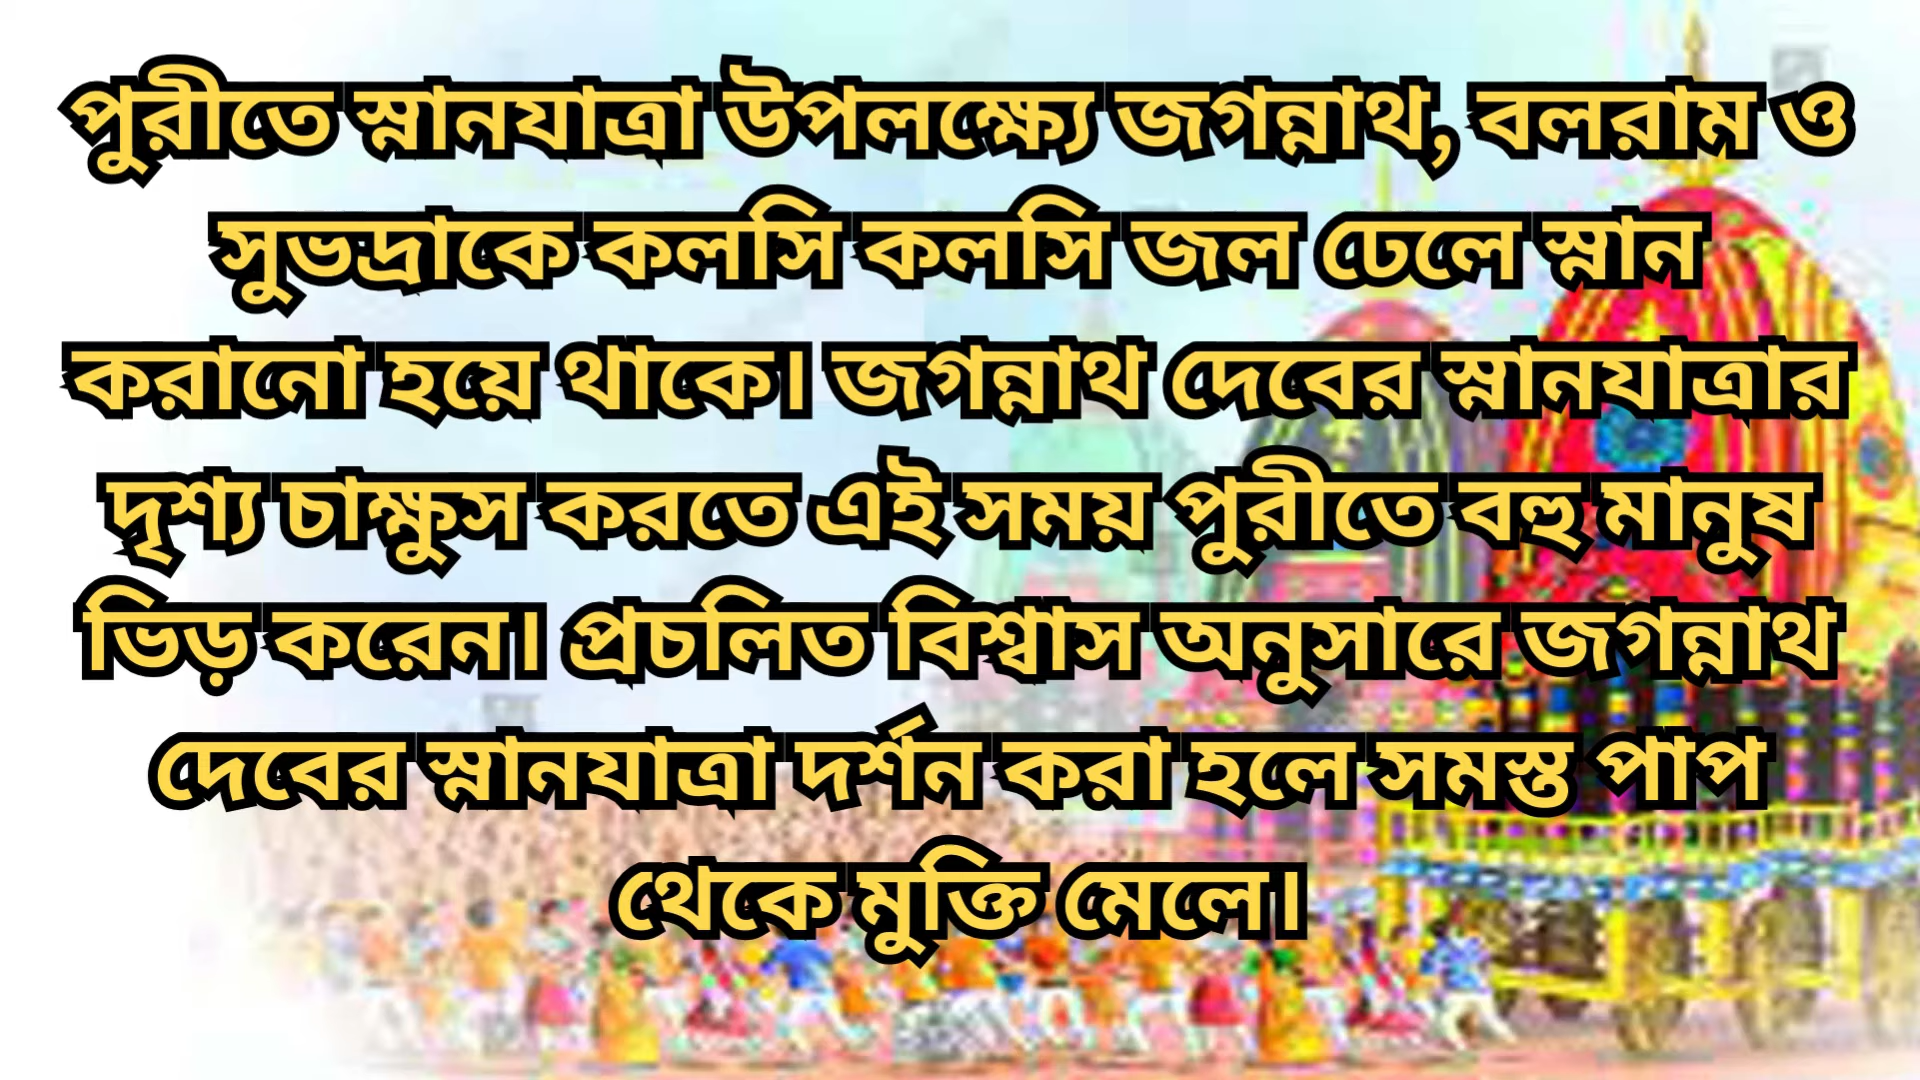 পুরীতে স্নানযাত্রা উপলক্ষ্যে জগন্নাথ, বলরাম ও
সুভদ্রাকে কলসি কলসি জল ঢেলে স্নান
করানো হয়ে থাকে। জগন্নাথ দেবের স্নানযাত্রার
দৃশ্য চাক্ষুস করতে এই সময় পুরীতে বহু মানুষ
ভিড় করেন। প্রচলিত বিশ্বাস অনুসারে জগন্নাথ
দেবের স্নানযাত্রা দর্শন করা হলে সমস্ত পাপ
থেকে মুক্তি মেলে।